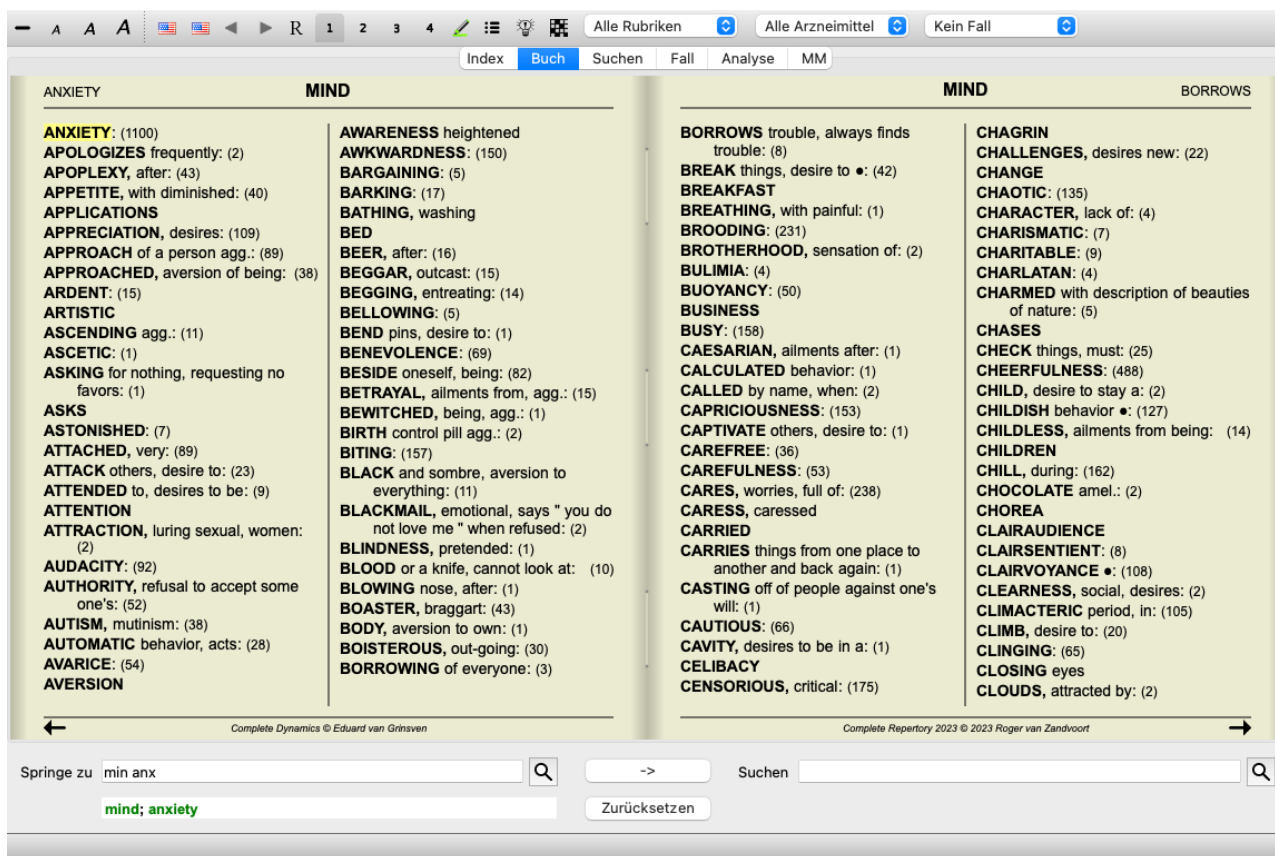 A A A R 1 2 3 4 Alle Rubriken Alle Arzneimittel Kein Fall
Index Buch Suchen Fall Analyse MM
ANXIETY MIND
ANXIETY: (1100)
APOLOGIZES frequently: (2)
APOPLEXY, after: (43)
APPETITE, with diminished: (40)
APPLICATIONS
APPRECIATION, desires: (109)
APPROACH of a person agg.: (89)
APPROACHED, aversion of being: (38)
ARDENT: (15)
ARTISTIC
ASCENDING agg.: (11)
ASCETIC: (1)
ASKING for nothing, requesting no
favors: (1)
ASKS
ASTONISHED: (7)
ATTACHED, very: (89)
ATTACK others, desire to: (23)
ATTENDED to, desires to be: (9)
ATTENTION
ATTRACTION, luring sexual, women:
(2)
AUDACITY: (92)
AUTHORITY, refusal to accept some
one's: (52)
AUTISM, mutinism: (38)
AUTOMATIC behavior, acts: (28)
AVARICE: (54)
AVERSION
AWARENESS heightened
AWKWARDNESS: (150)
BARGAINING: (5)
BARKING: (17)
BATHING, washing
BED
BEER, after: (16)
BEGGAR, outcast: (15)
BEGGING, entreating: (14)
BELLOWING: (5)
BEND pins, desire to: (1)
BENEVOLENCE: (69)
BESIDE oneself, being: (82)
BETRAYAL, ailments from, agg.: (15)
BEWITCHED, being, agg.: (1)
BIRTH control pill agg.: (2)
BITING: (157)
BLACK and sombre, aversion to
everything: (11)
BLACKMAIL, emotional, says " you do
not love me " when refused: (2)
BLINDNESS, pretended: (1)
BLOOD or a knife, cannot look at: (10)
BLOWING nose, after: (1)
BOASTER, braggart: (43)
BODY, aversion to own: (1)
BOISTEROUS, out-going: (30)
BORROWING of everyone: (3)
Complete Dynamics © Eduard van Grinsven
MIND BORROWS
BORROWS trouble, always finds
trouble: (8)
BREAK things, desire to ●: (42)
BREAKFAST
BREATHING, with painful: (1)
BROODING: (231)
BROTHERHOOD, sensation of: (2)
BULIMIA: (4)
BUOYANCY: (50)
BUSINESS
BUSY: (158)
CAESARIAN, ailments after: (1)
CALCULATED behavior: (1)
CALLED by name, when: (2)
CAPRICIOUSNESS: (153)
CAPTIVATE others, desire to: (1)
CAREFREE: (36)
CAREFULNESS: (53)
CARES, worries, full of: (238)
CARESS, caressed
CARRIED
CARRIES things from one place to
another and back again: (1)
CASTING off of people against one's
will: (1)
CAUTIOUS: (66)
CAVITY, desires to be in a: (1)
CELIBACY
CENSORIOUS, critical: (175)
CHAGRIN
CHALLENGES, desires new: (22)
CHANGE
CHAOTIC: (135)
CHARACTER, lack of: (4)
CHARISMATIC: (7)
CHARITABLE: (9)
CHARLATAN: (4)
CHARMED with description of beauties
of nature: (5)
CHASES
CHECK things, must: (25)
CHEERFULNESS: (488)
CHILD, desire to stay a: (2)
CHILDISH behavior ●: (127)
CHILDLESS, ailments from being: (14)
CHILDREN
CHILL, during: (162)
CHOCOLATE amel.: (2)
CHOREA
CLAIRAUDIENCE
CLAIRSENTIENT: (8)
CLAIRVOYANCE ●: (108)
CLEARNESS, social, desires: (2)
CLIMACTERIC period, in: (105)
CLIMB, desire to: (20)
CLINGING: (65)
CLOSING eyes
CLOUDS, attracted by: (2)
Complete Repertory 2023 © 2023 Roger van Zandvoort
Springe zu min anx -> Suchen
mind; anxiety Zurücksetzen